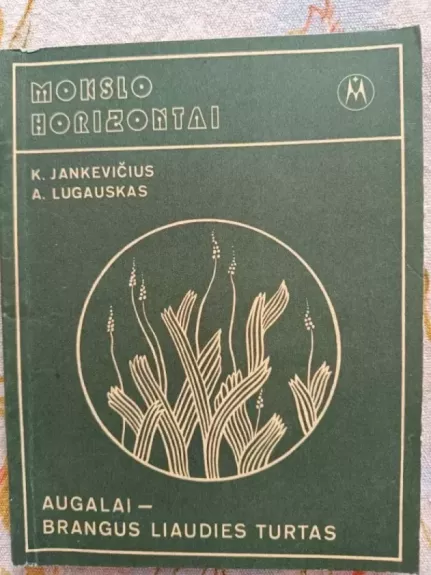 MOKSLO
HORIZONTAI
K. JANKEVIČIUS
A. LUGAUSKAS
AUGALAI —
BRANGUS LIAUDIES TURTAS